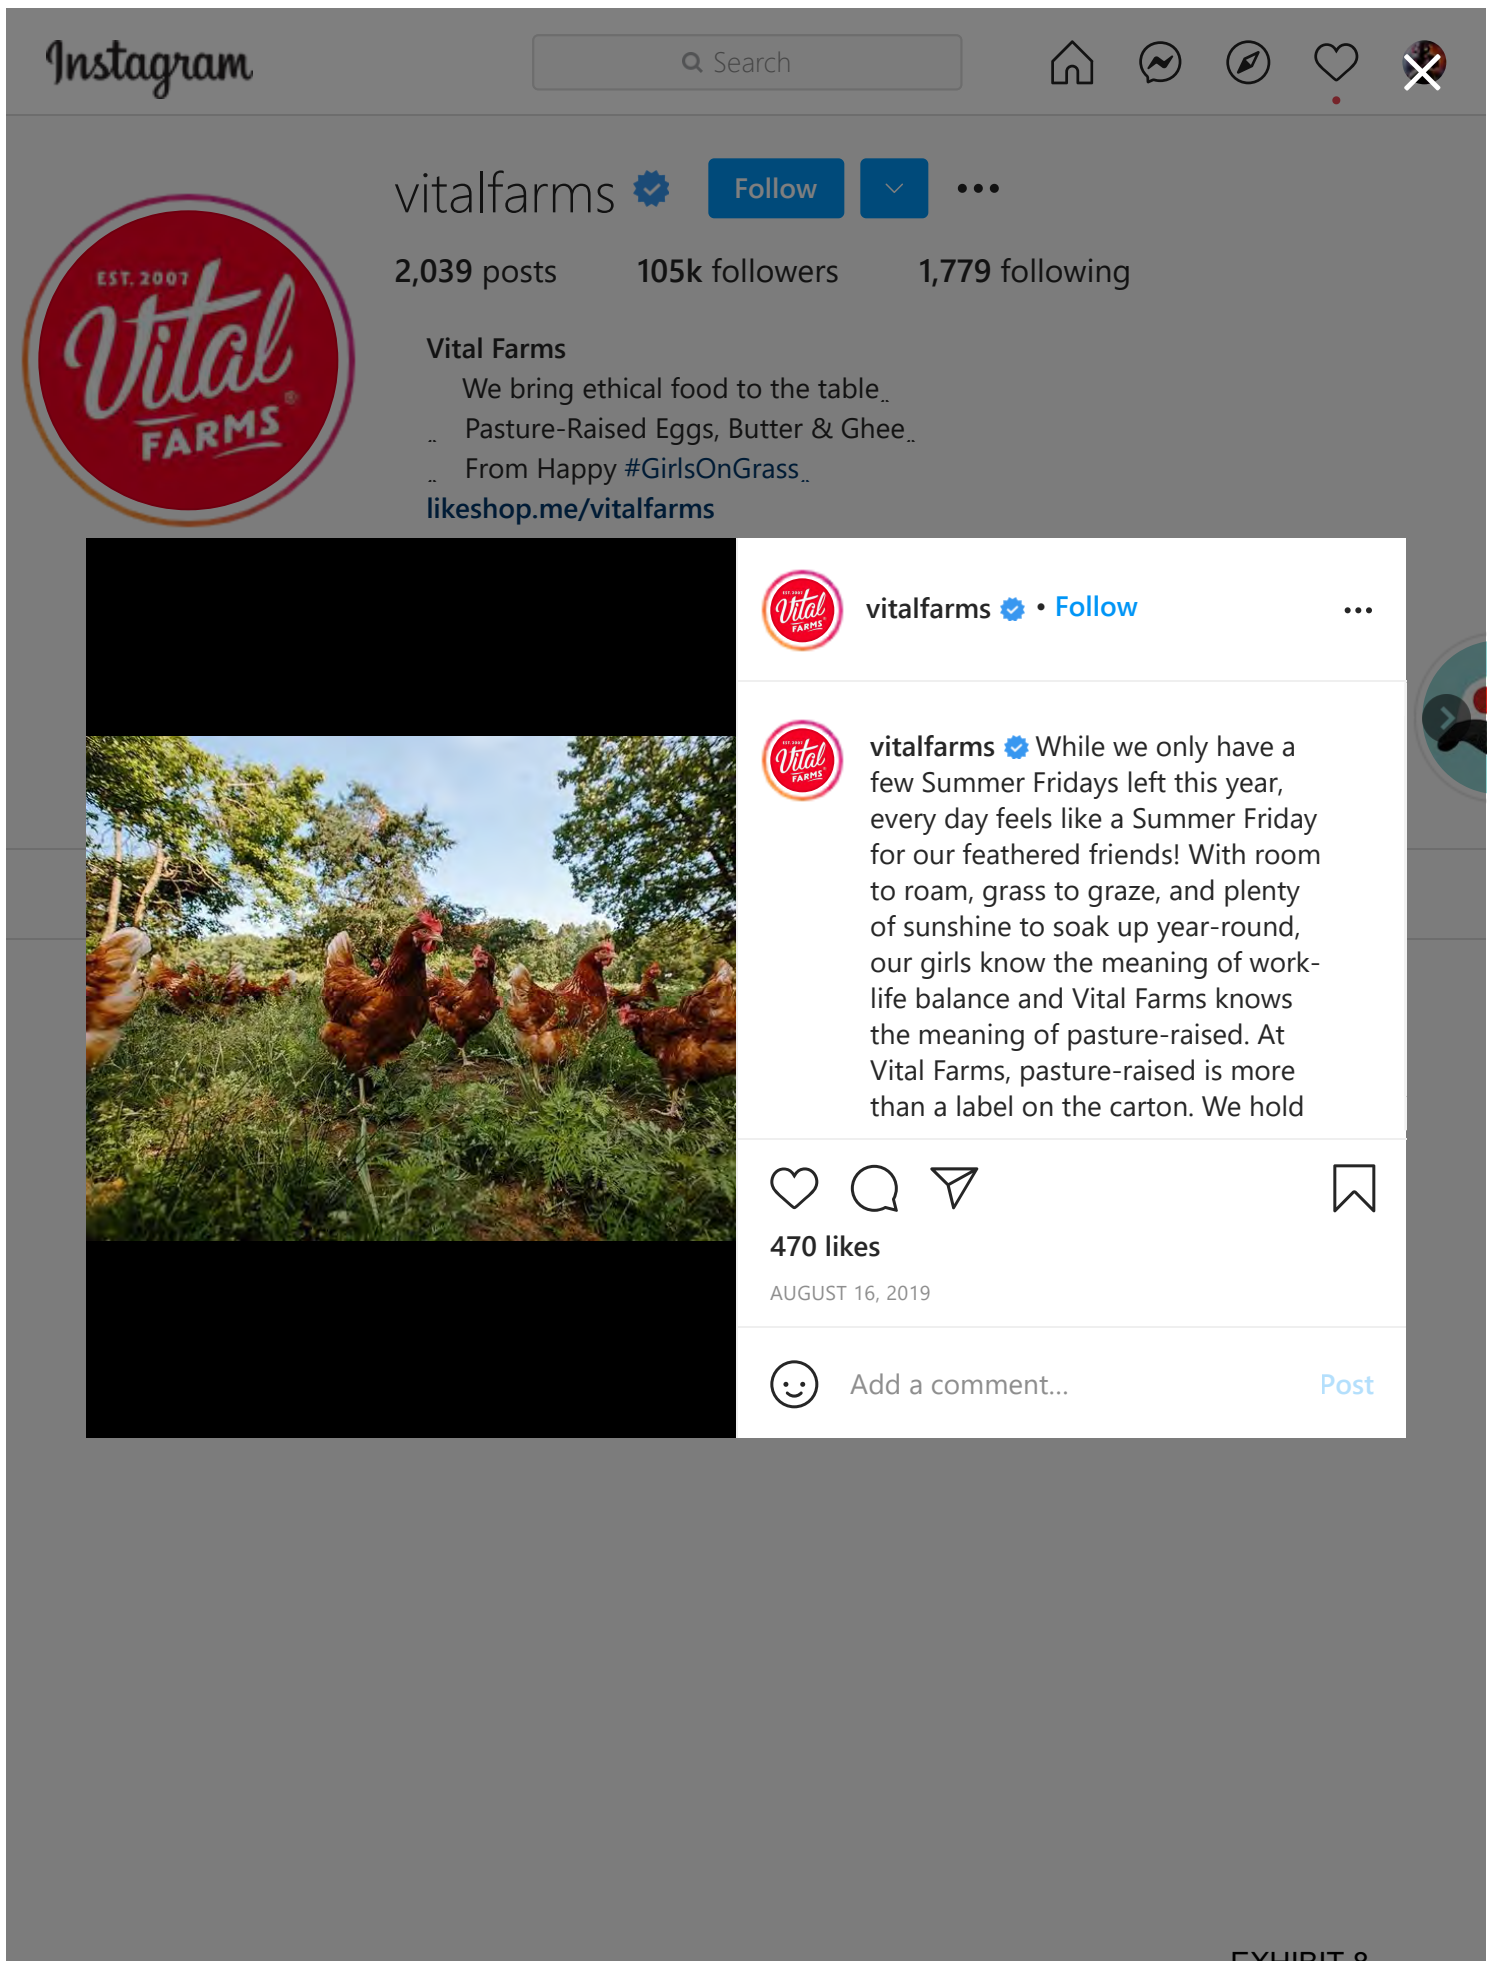 Instagram
Search
vitalfarms Follow
2,039 posts 105k followers 1,779 following
EST. 2007
Vital
FARMS®
Vital Farms
We bring ethical food to the table
Pasture-Raised Eggs, Butter & Ghee
From Happy #GirlsOnGrass
likeshop.me/vitalfarms
Vital
FARMS
vitalfarms • Follow
Vital
FARMS
vitalfarms While we only have a
few Summer Fridays left this year,
every day feels like a Summer Friday
for our feathered friends! With room
to roam, grass to graze, and plenty
of sunshine to soak up year-round,
our girls know the meaning of work-
life balance and Vital Farms knows
the meaning of pasture-raised. At
Vital Farms, pasture-raised is more
than a label on the carton. We hold
470 likes
AUGUST 16, 2019
Add a comment...
Post
EXHIBIT 8